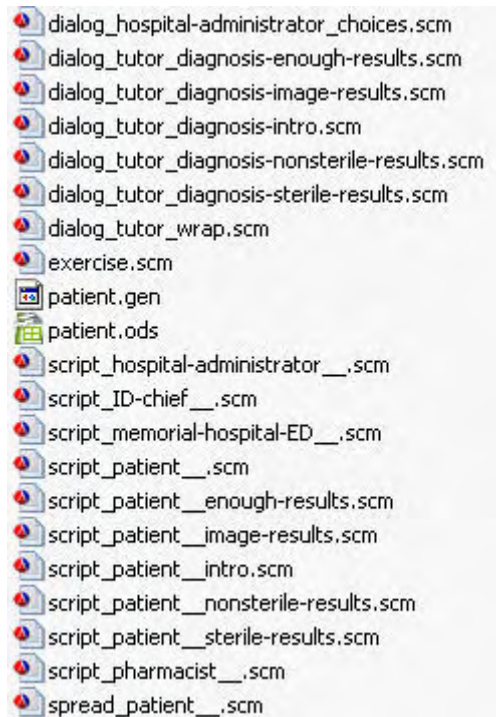 dialog_hospital-administrator_choices.scm
dialog_tutor_diagnosis-enough-results.scm
dialog_tutor_diagnosis-image-results.scm
dialog_tutor_diagnosis-intro.scm
dialog_tutor_diagnosis-nonsterile-results.scm
dialog_tutor_diagnosis-sterile-results.scm
dialog_tutor_wrap.scm
exercise.scm
patient.gen
patient.ods
script_hospital-administrator__.scm
script_ID-chief__.scm
script_memorial-hospital-ED__.scm
script_patient__.scm
script_patient__enough-results.scm
script_patient__image-results.scm
script_patient__intro.scm
script_patient__nonsterile-results.scm
script_patient__sterile-results.scm
script_pharmacist__.scm
spread_patient__.scm